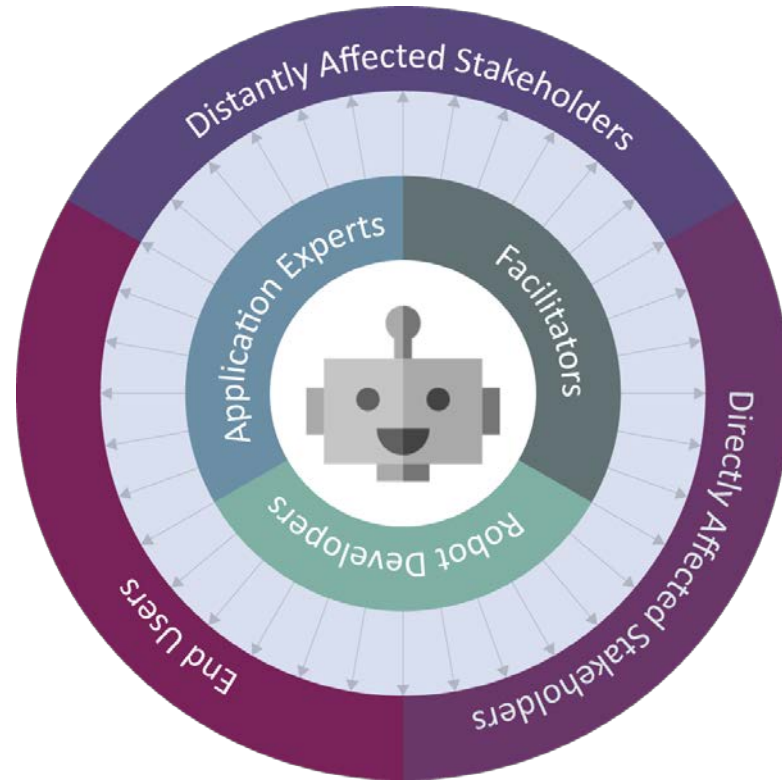 Distantly Affected Stakeholders
Application Experts
Facilitators
Robot Developers
Directly Affected Stakeholders
End Users